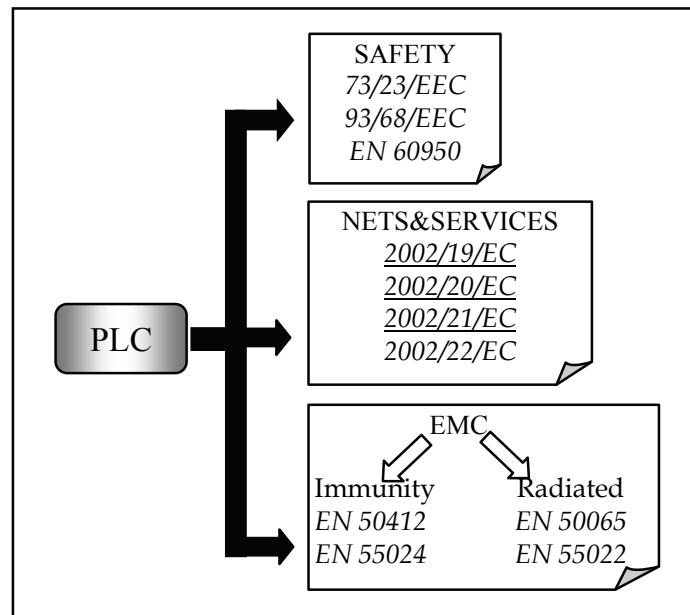 SAFETY
73/23/EEC
93/68/EEC
EN 60950
NETS&SERVICES
2002/19/EC
2002/20/EC
2002/21/EC
2002/22/EC
PLC
EMC
Immunity Radiated
EN 50412 EN 50065
EN 55024 EN 55022